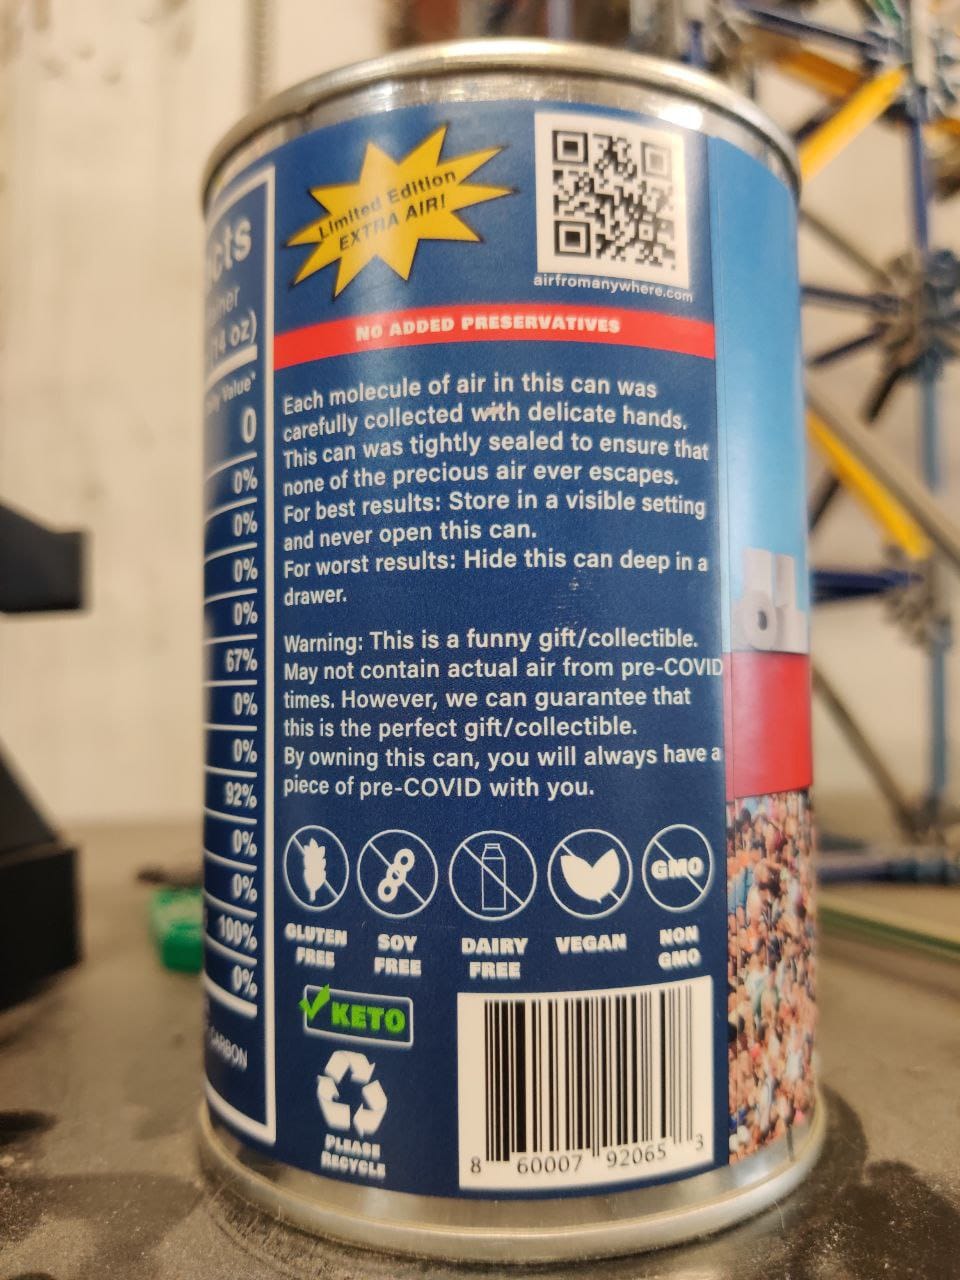 cts
(14 oz)
Value*
0
0%
0%
0%
0%
67%
0%
0%
92%
0%
0%
100%
0%
CARBON
Limited Edition
EXTRA AIR!
airfromanywhere.com
NO ADDED PRESERVATIVES
Each molecule of air in this can was
carefully collected with delicate hands.
This can was tightly sealed to ensure that
none of the precious air ever escapes.
For best results: Store in a visible setting
and never open this can.
For worst results: Hide this can deep in a
drawer.
Warning: This is a funny gift/collectible.
May not contain actual air from pre-COVID
times. However, we can guarantee that
this is the perfect gift/collectible.
By owning this can, you will always have a
piece of pre-COVID with you.
GMO
GLUTEN
FREE
SOY
FREE
DAIRY
FREE
VEGAN
NON
GMO
KETO
PLEASE
RECYCLE
8 60007 92065 3